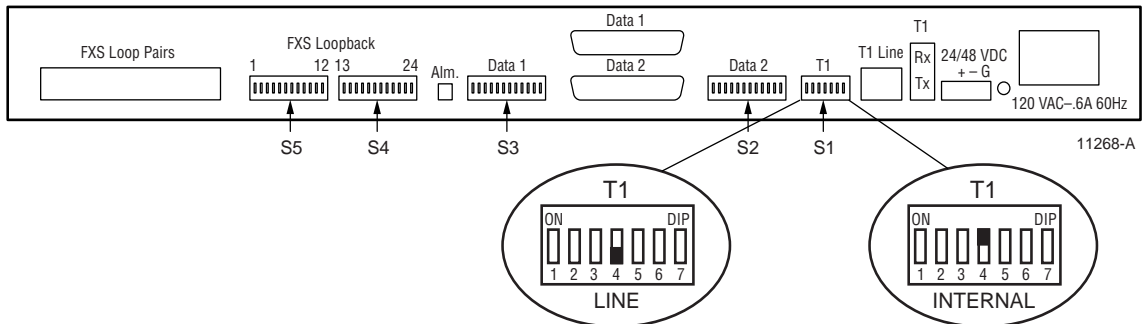 Data 1
T1
FXS Loop Pairs
FXS Loopback
1 12 13 24
Alm.
Data 1
Data 2
Data 2
T1
T1 Line
Rx
Tx
24/48 VDC
+ – G
120 VAC–.6A 60Hz
S5
S4
S3
S2
S1
11268-A
T1
ON DIP
1 2 3 4 5 6 7
LINE
T1
ON DIP
1 2 3 4 5 6 7
INTERNAL